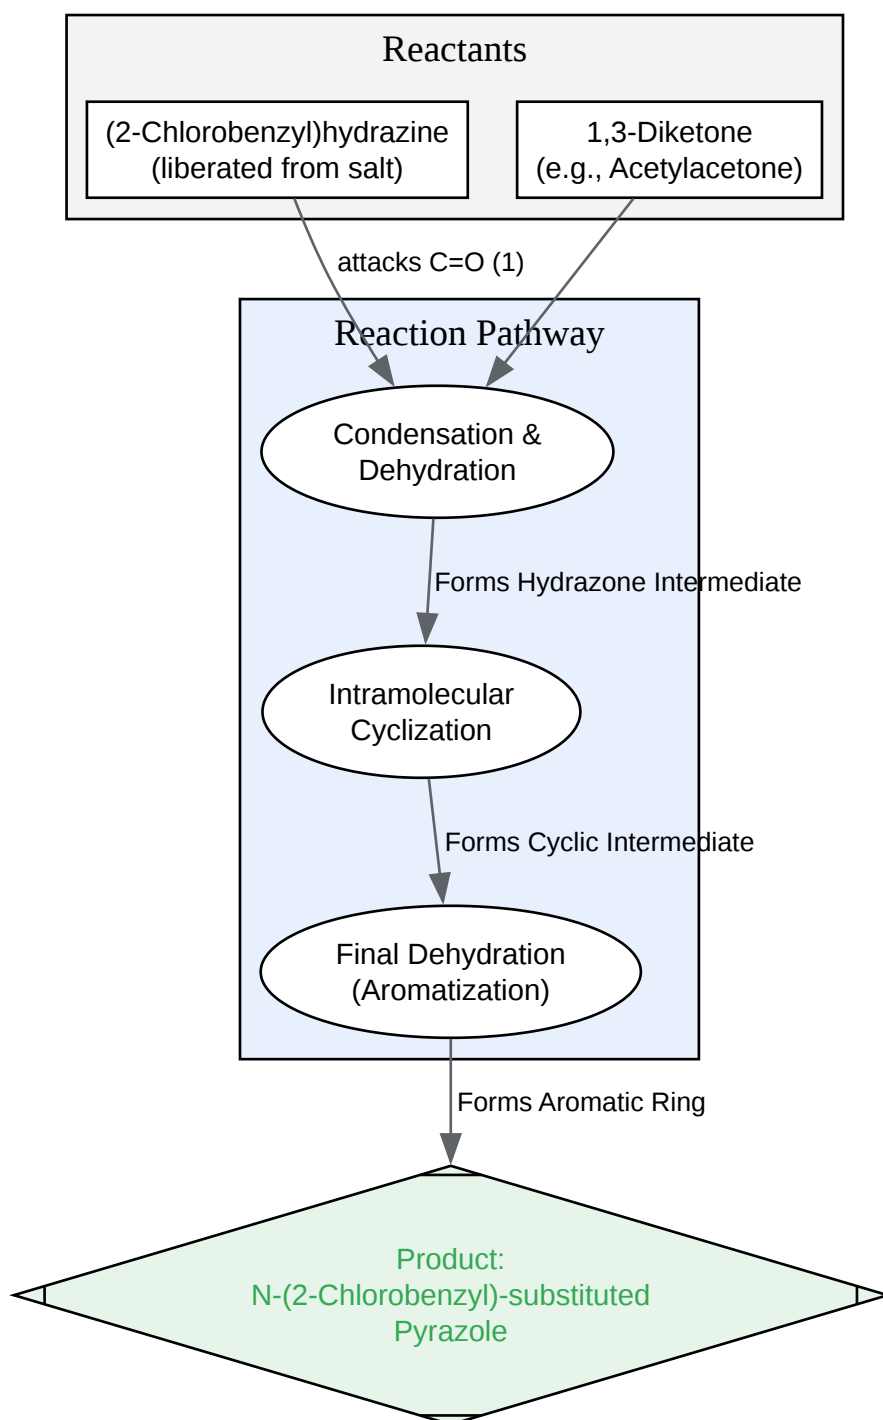 Reactants
(2-Chlorobenzyl)hydrazine
(liberated from salt)
1,3-Diketone
(e.g., Acetylacetone)
attacks C=O (1)
Reaction Pathway
Condensation &
Dehydration
Forms Hydrazone Intermediate
Intramolecular
Cyclization
Forms Cyclic Intermediate
Final Dehydration
(Aromatization)
Forms Aromatic Ring
Product:
N-(2-Chlorobenzyl)-substituted
Pyrazole